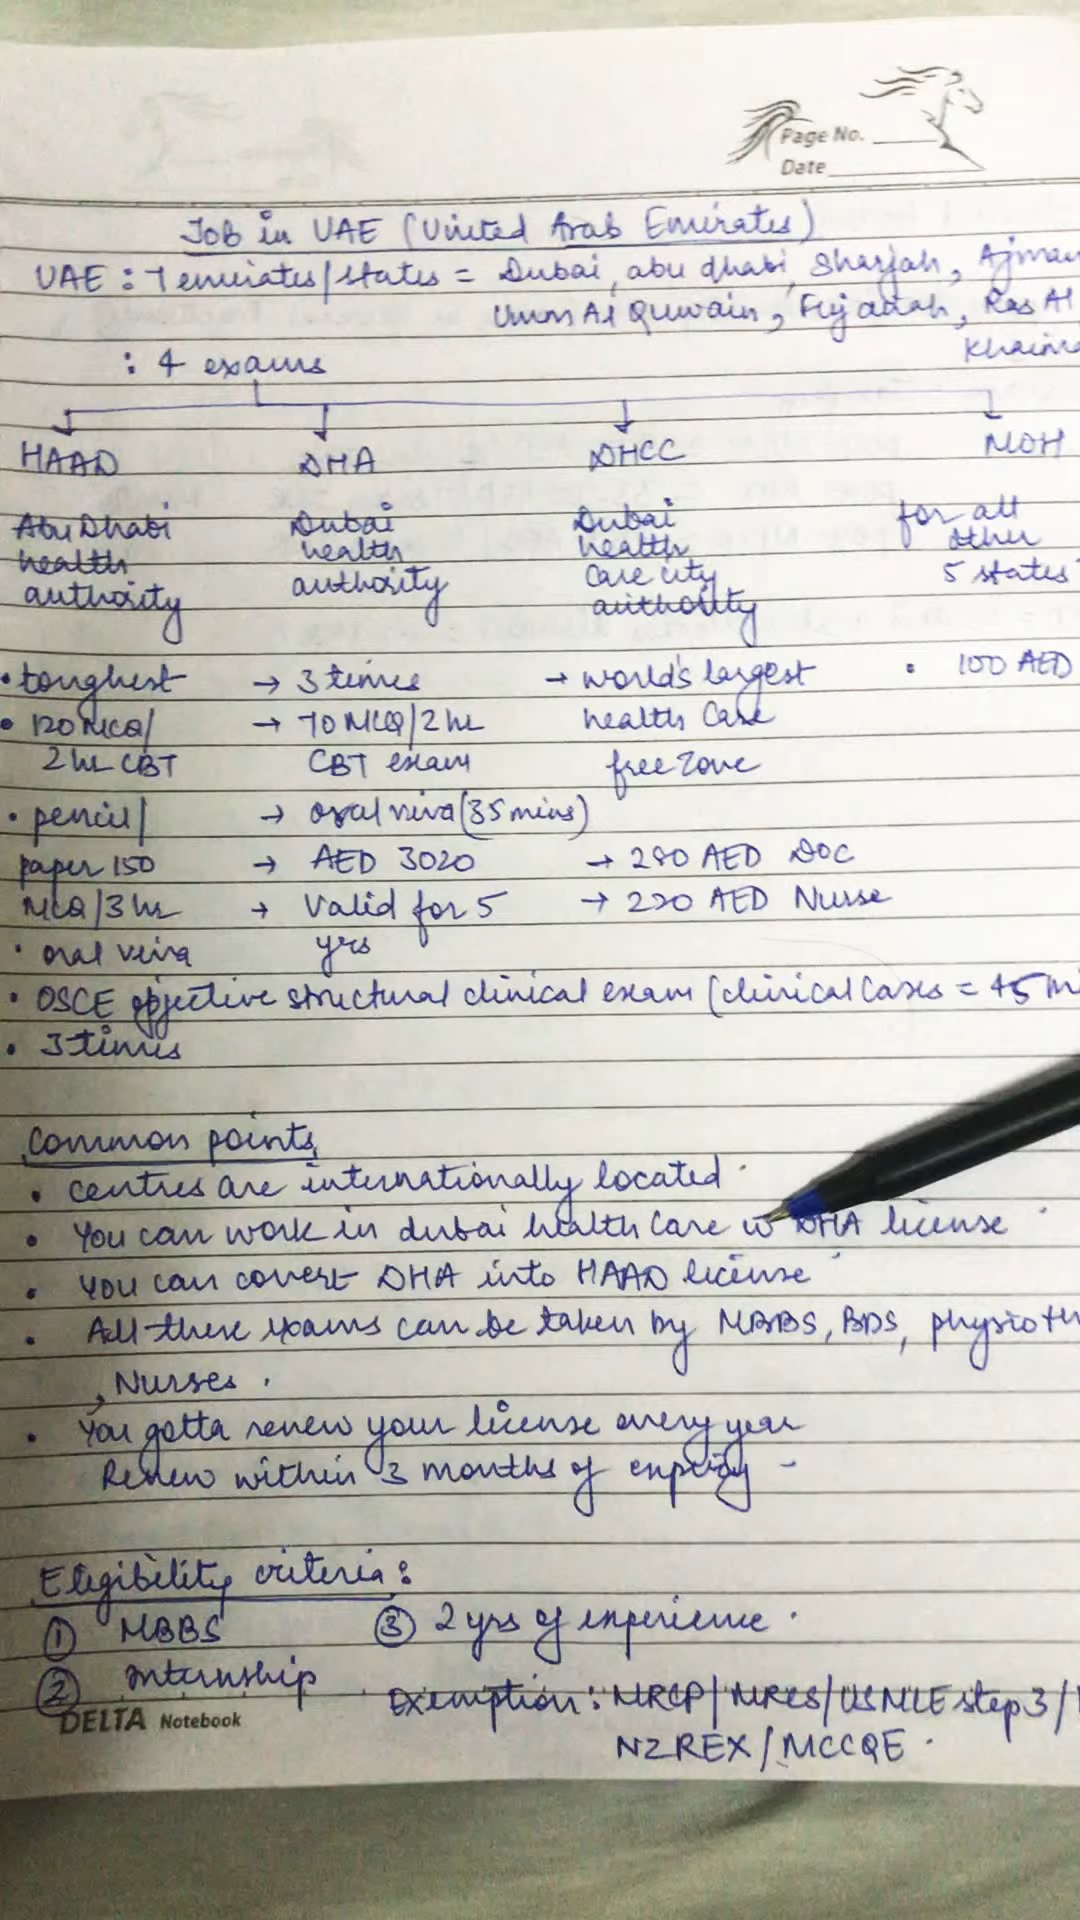 Page No.
Date
Job in UAE (United Arab Emirates)
UAE : 7 emirates/states = Dubai, abu dhabi, Sharjah, Ajman
Umm Al Quwain, Fujairah, Ras Al
Khaima
: 4 exams
HAAD DHA DHCC MOH
Abu Dhabi Dubai Dubai for all
health health health other
authority authority Care city 5 states
authority
• toughest → 3 times → world's largest • 100 AED
• 120 MCQ/ → 70 MCQ/2 hr health Care
2 hr CBT CBT exam free Zone
• pencil/ → oral viva (35 mins)
paper 150 → AED 3020 → 280 AED DOC
MCQ/3 hr → Valid for 5 → 220 AED Nurse
• oral viva yrs
• OSCE objective structural clinical exam (clinical Cases = 45 mi
• 3 times
Common points
• centres are internationally located
• You can work in dubai health Care w DHA license
• You can covert DHA into HAAD license
• All these exams can be taken by MBBS, BDS, physioth
, Nurses .
• You gotta renew your license every year
Renew within 3 months of expiry -
Eligibility criteria :
① MBBS ③ 2 yrs of experience .
② Internship
Exemption : MRCP/MRCS/USMLE step 3/
NZREX/MCCQE .
DELTA Notebook